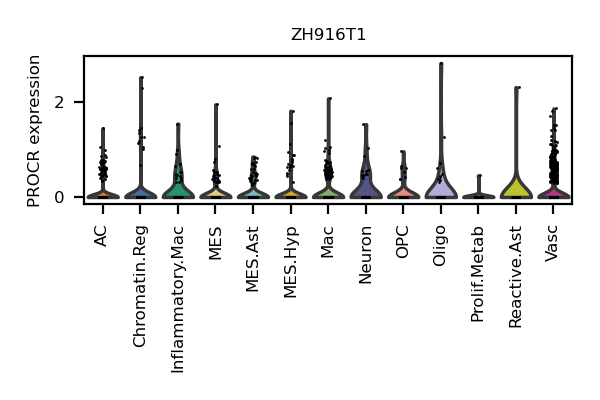 ZH916T1
PROCR expression
2
0
AC
Chromatin.Reg
Inflammatory.Mac
MES
MES.Ast
MES.Hyp
Mac
Neuron
OPC
Oligo
Prolif.Metab
Reactive.Ast
Vasc